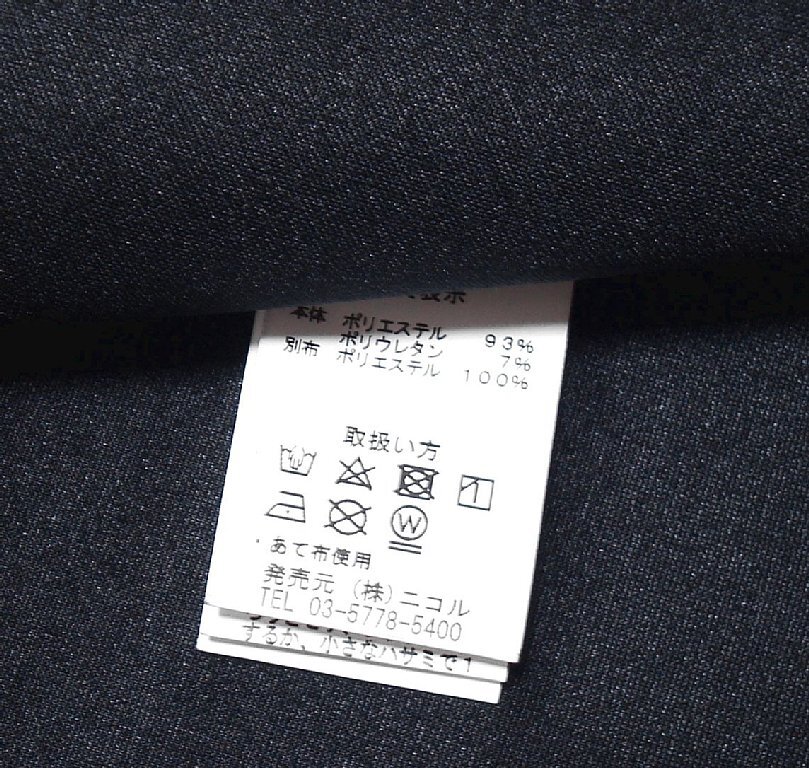 本体 ポリエステル 93%
ポリウレタン 7%
別布 ポリエステル 100%
取扱い方
W
・あて布使用
発売元 (株)ニコル
TEL 03-5778-5400
するか、小さなハサミで1